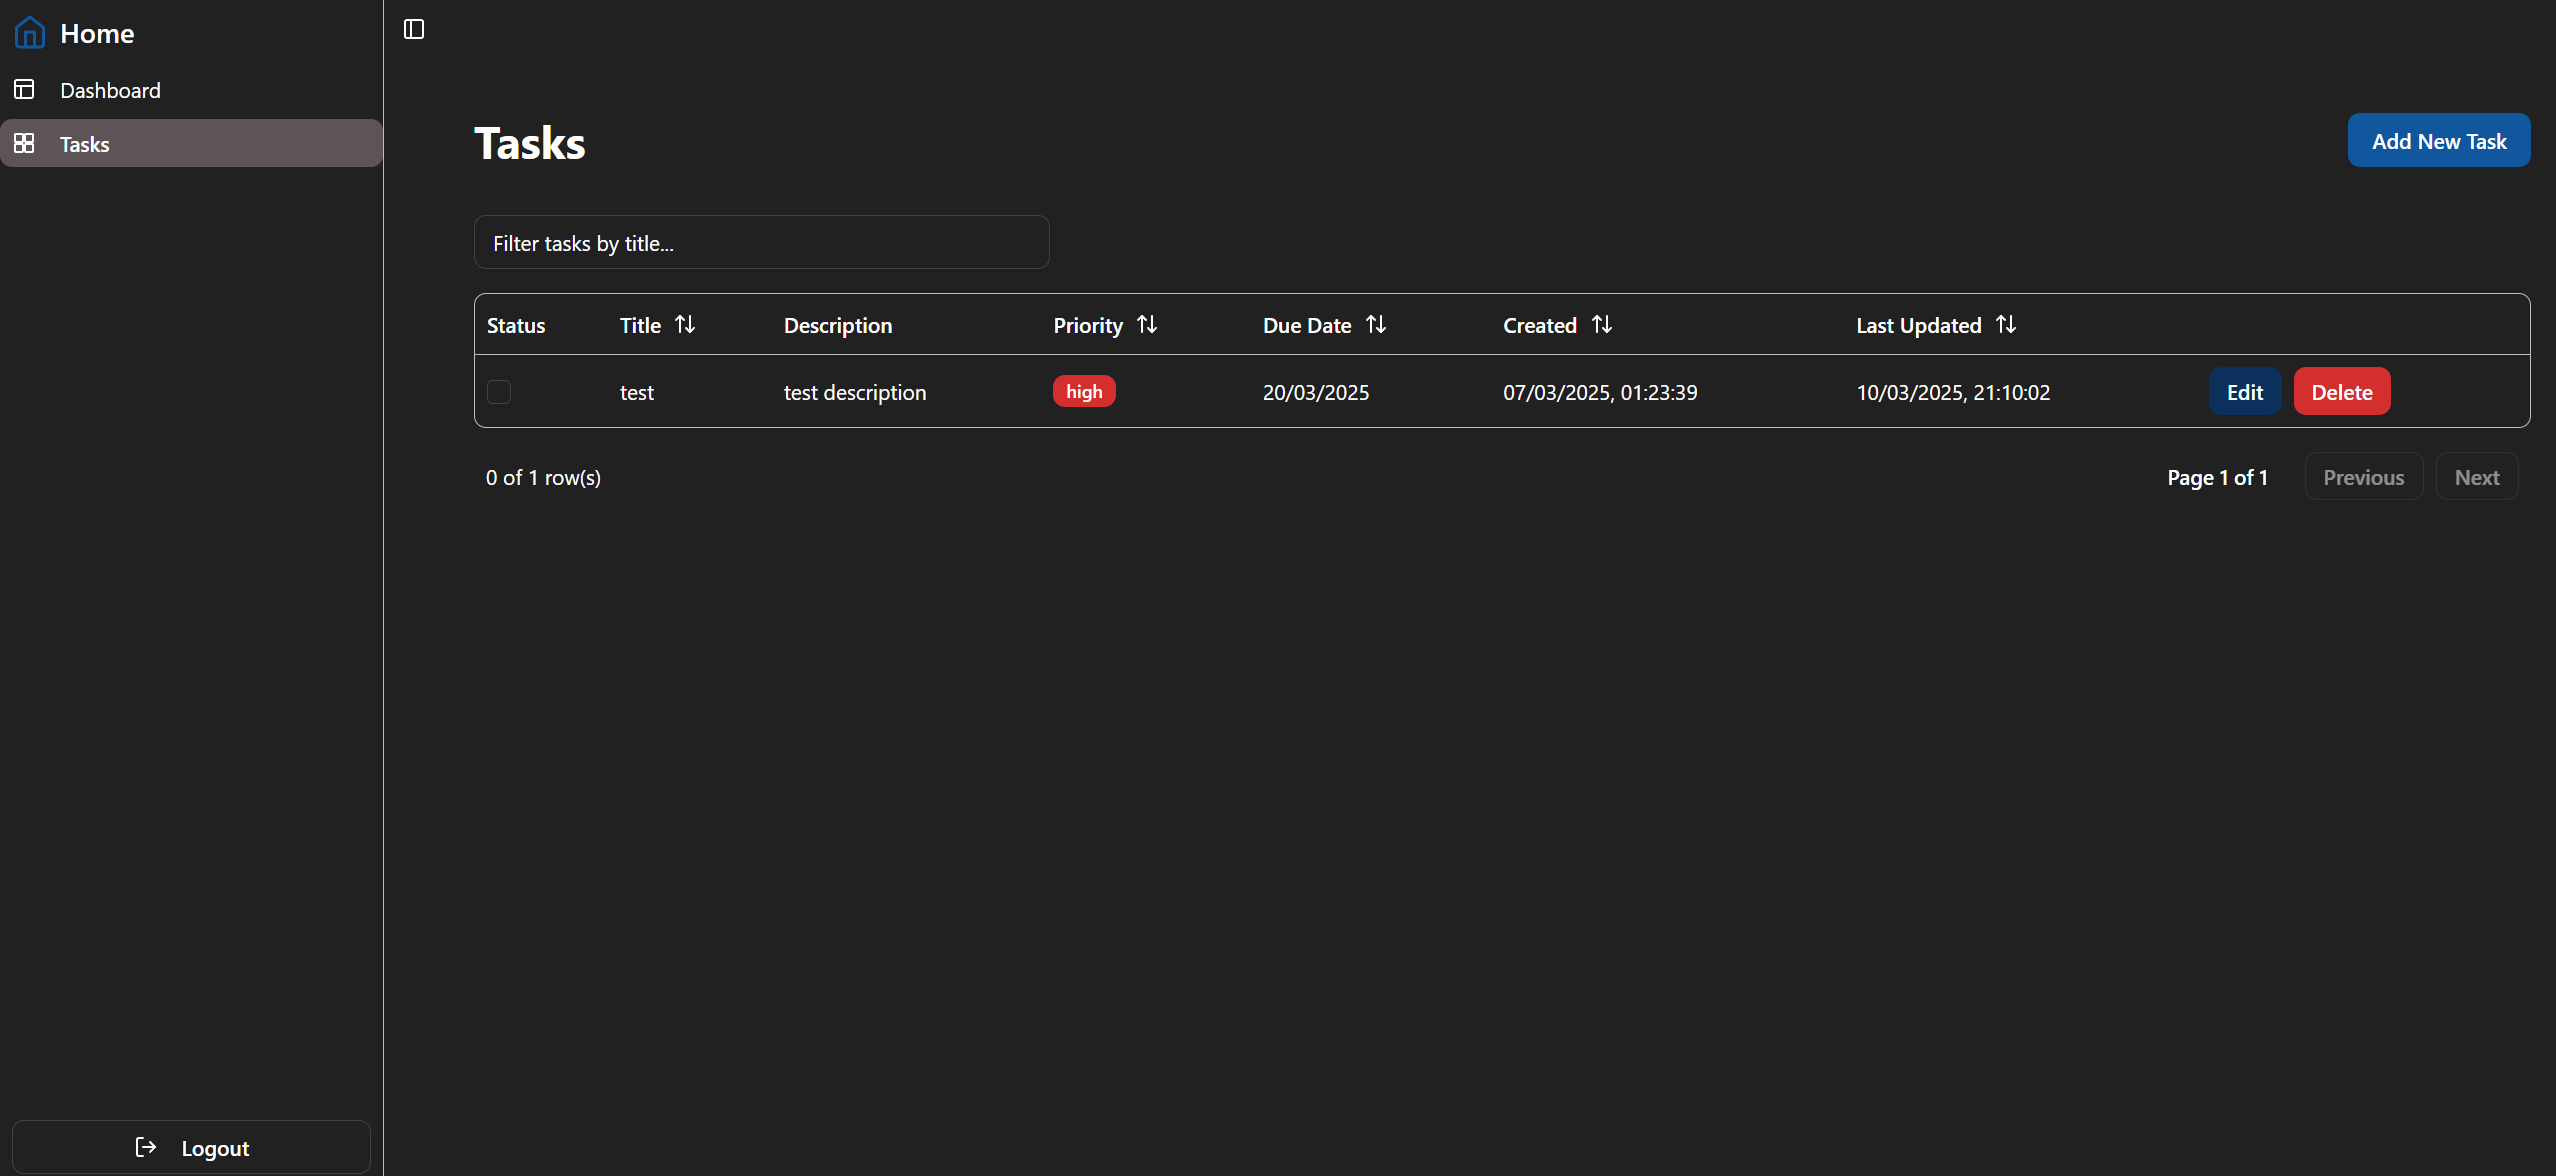 Home
Dashboard
Tasks
Logout
Tasks
Add New Task
Filter tasks by title...
Status Title Description Priority Due Date Created Last Updated
test test description high 20/03/2025 07/03/2025, 01:23:39 10/03/2025, 21:10:02 Edit Delete
0 of 1 row(s) Page 1 of 1 Previous Next